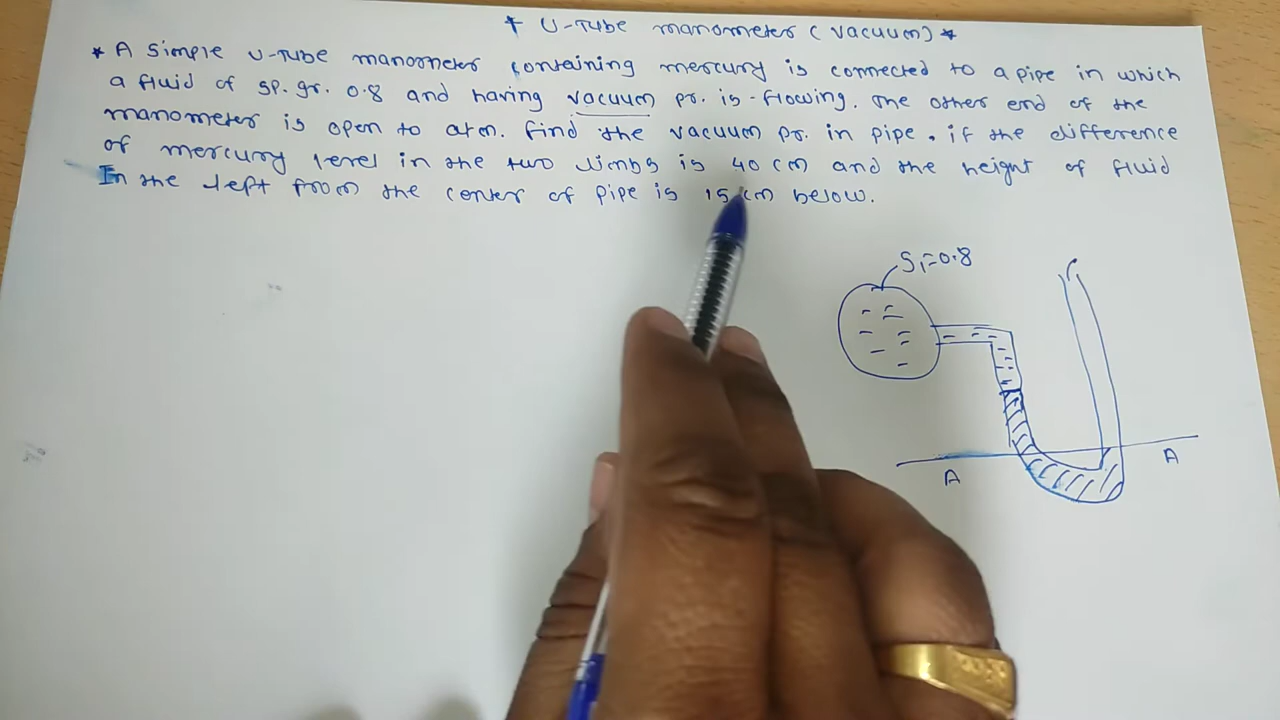 * U-Tube manometer (vacuum) *
* A simple U-Tube manometer containing mercury is connected to a pipe in which
a fluid of sp. gr. 0.8 and having vacuum pr. is flowing. The other end of the
manometer is open to atm. Find the vacuum pr. in pipe. if the difference
of mercury level in the two limbs is 40 cm and the height of fluid
In the left from the center of pipe is 15 cm below.
S1=0.8
A A